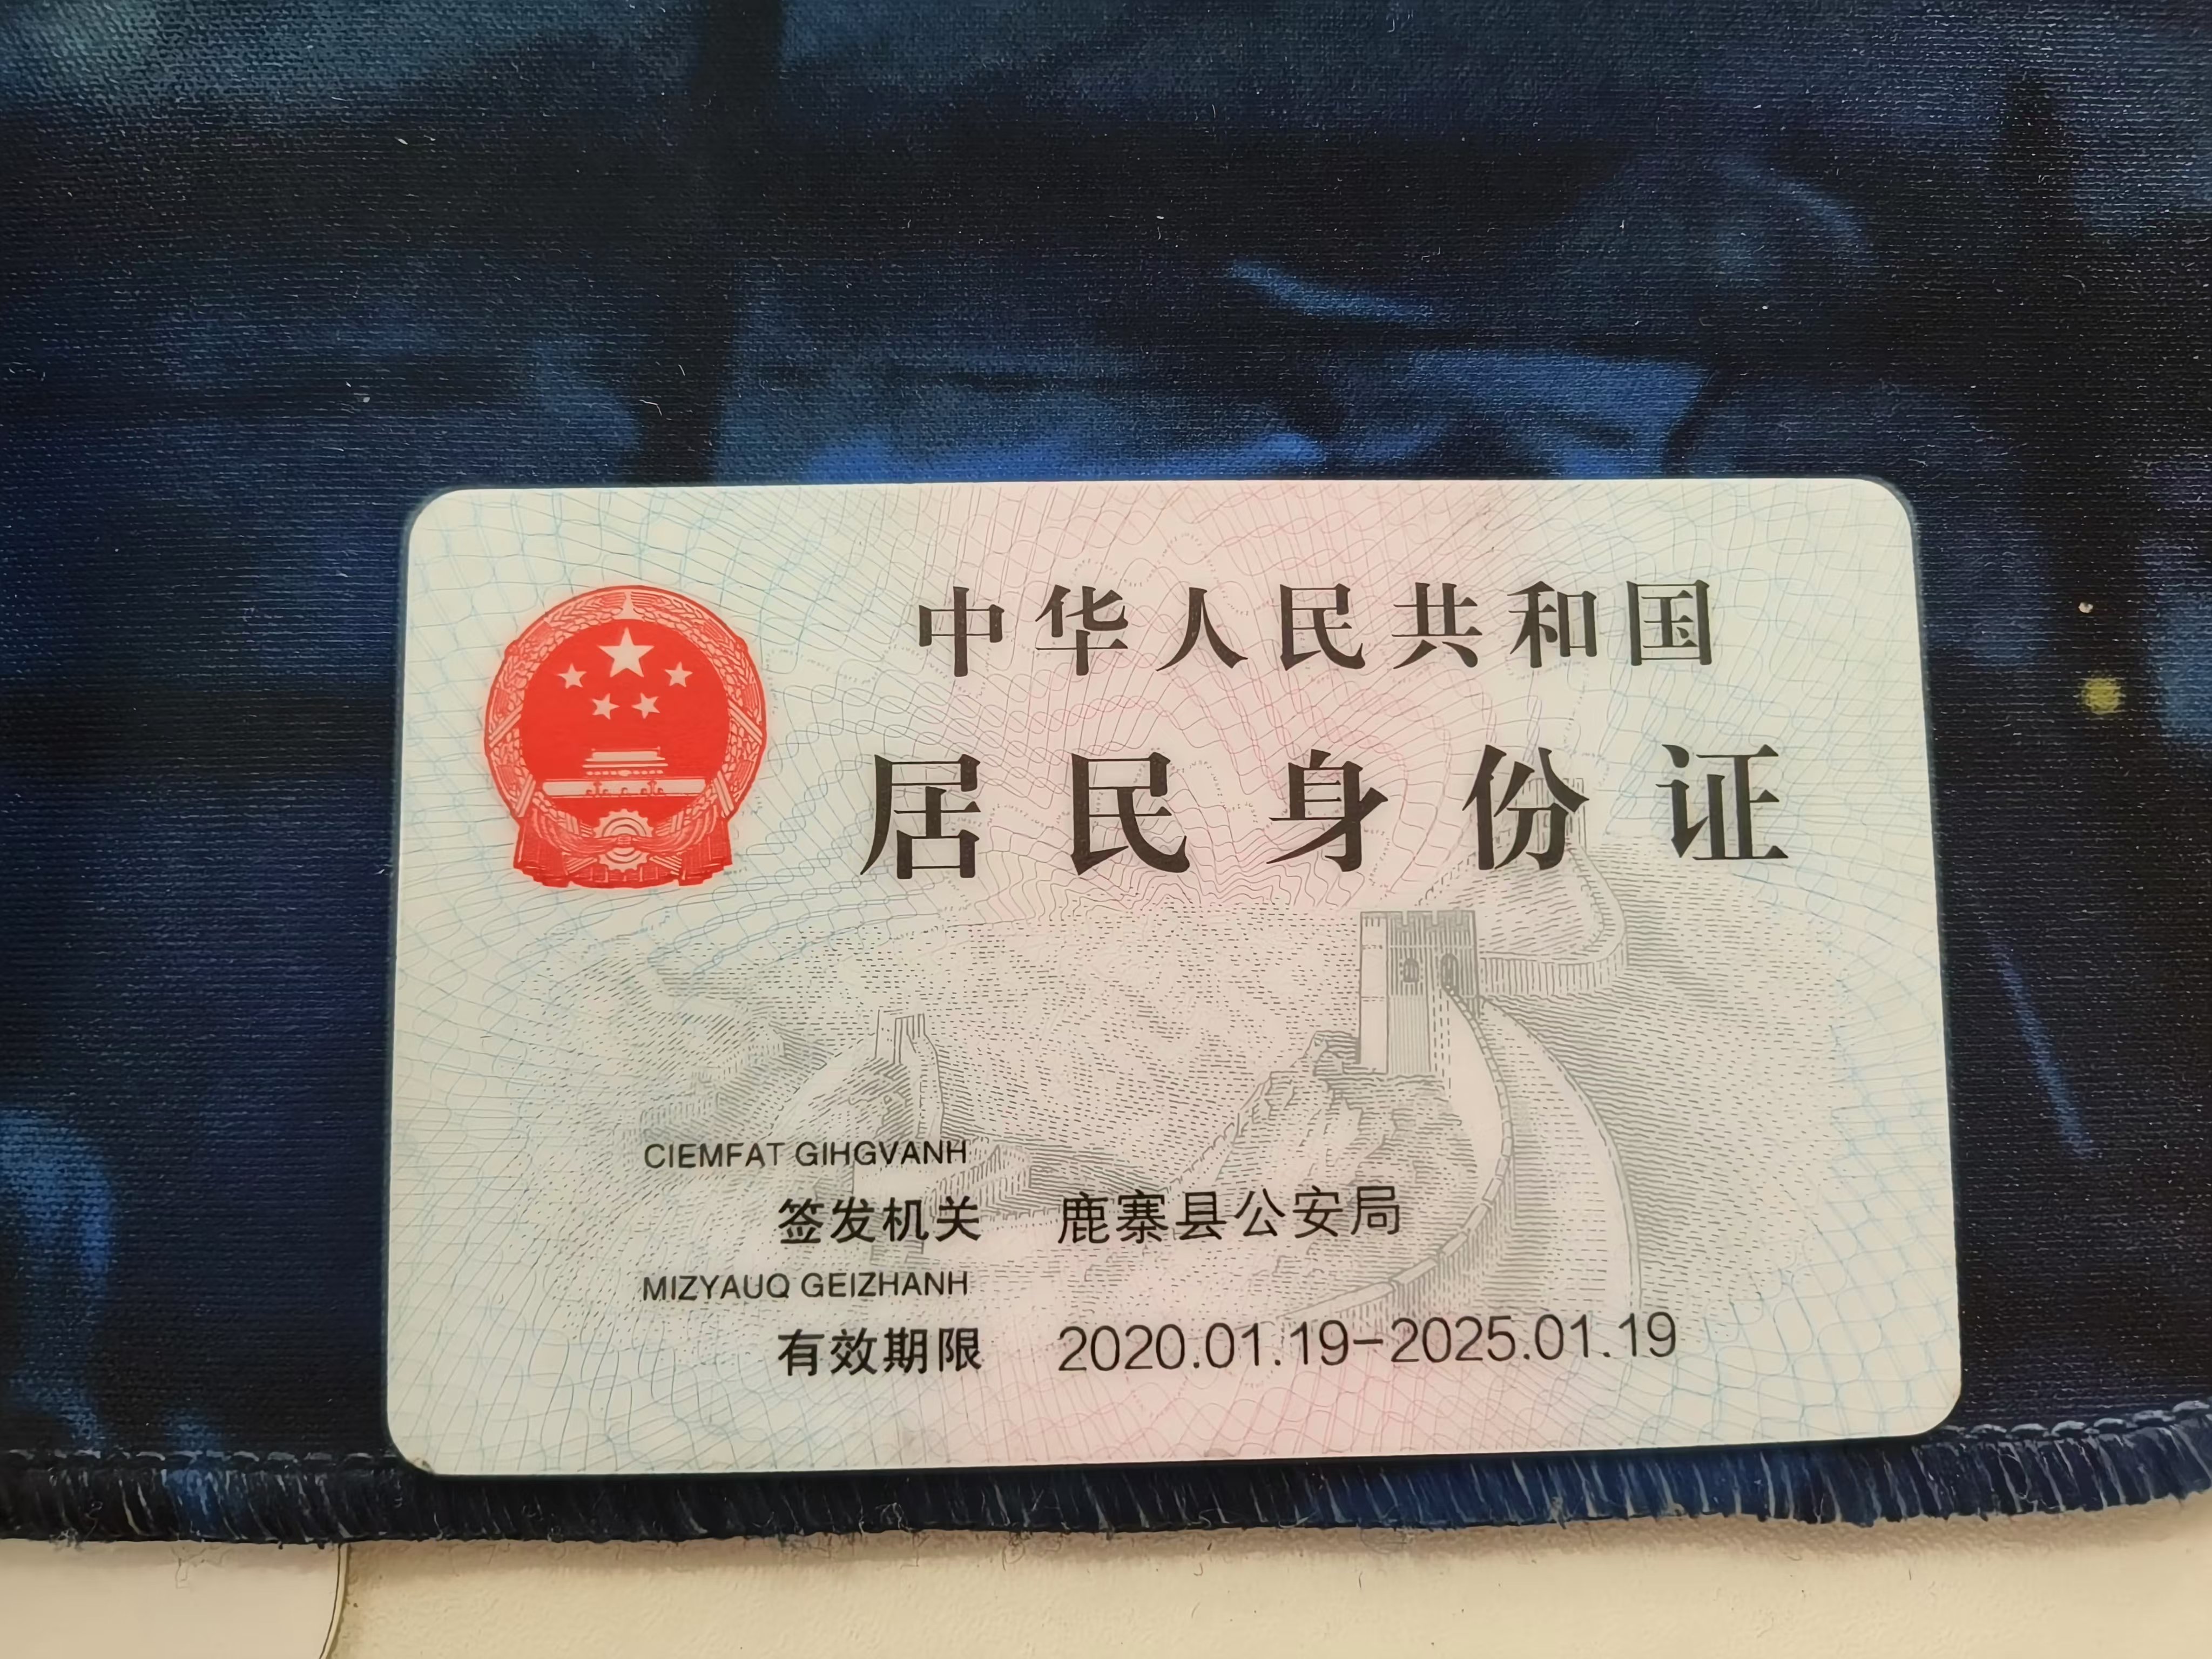 中华人民共和国
居民身份证
CIEMFAT GIHGVANH
签发机关 鹿寨县公安局
MIZYAUQ GEIZHANH
有效期限 2020.01.19-2025.01.19